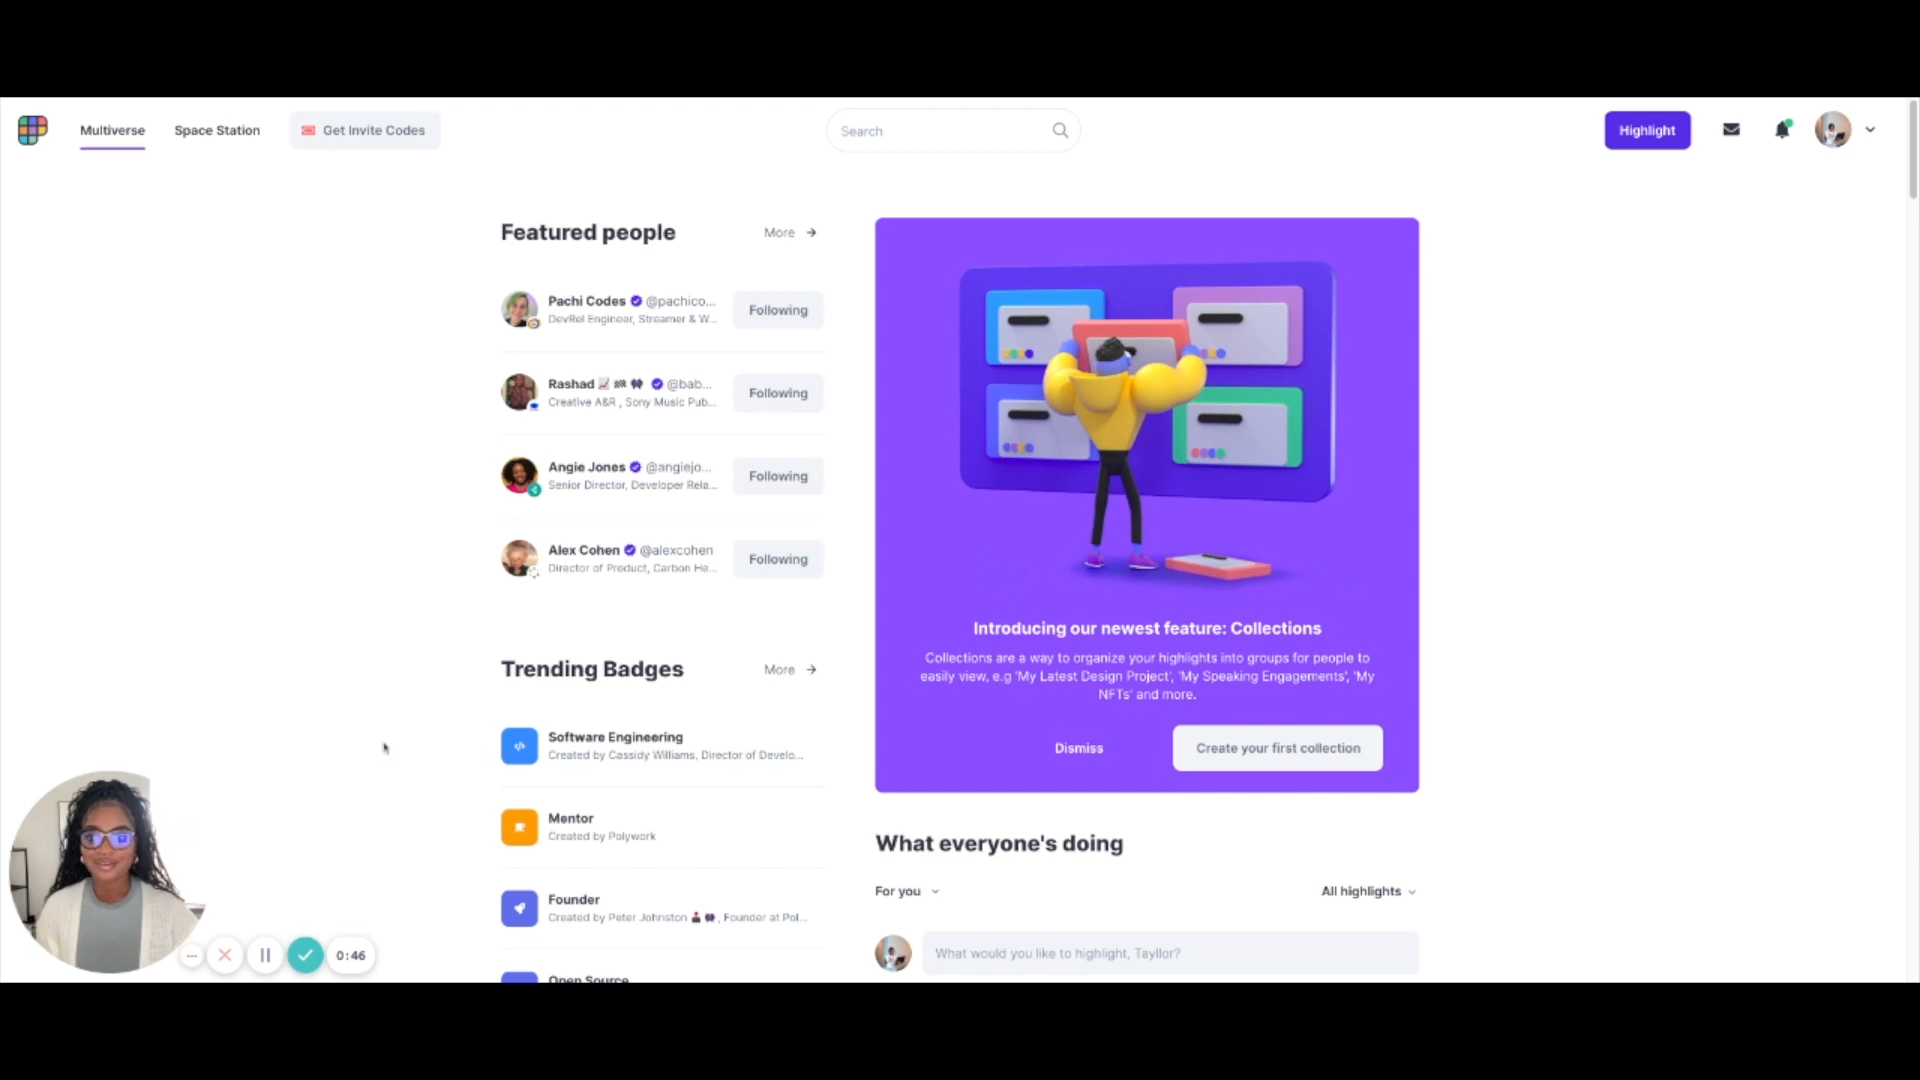 Multiverse
Space Station
Get Invite Codes
Search
Highlight
Featured people
More
Pachi Codes @pachico...
DevRel Engineer, Streamer & W...
Following
Rashad @bab...
Creative A&R , Sony Music Pub...
Following
Angie Jones @angiejo...
Senior Director, Developer Rela...
Following
Alex Cohen @alexcohen
Director of Product, Carbon He...
Following
Trending Badges
More
Software Engineering
Created by Cassidy Williams, Director of Develo...
Mentor
Created by Polywork
Founder
Created by Peter Johnston , Founder at Pol...
Open Source
Introducing our newest feature: Collections
Collections are a way to organize your highlights into groups for people to
easily view, e.g 'My Latest Design Project', 'My Speaking Engagements', 'My
NFTs' and more.
Dismiss
Create your first collection
What everyone's doing
For you
All highlights
What would you like to highlight, Tayllor?
0:46